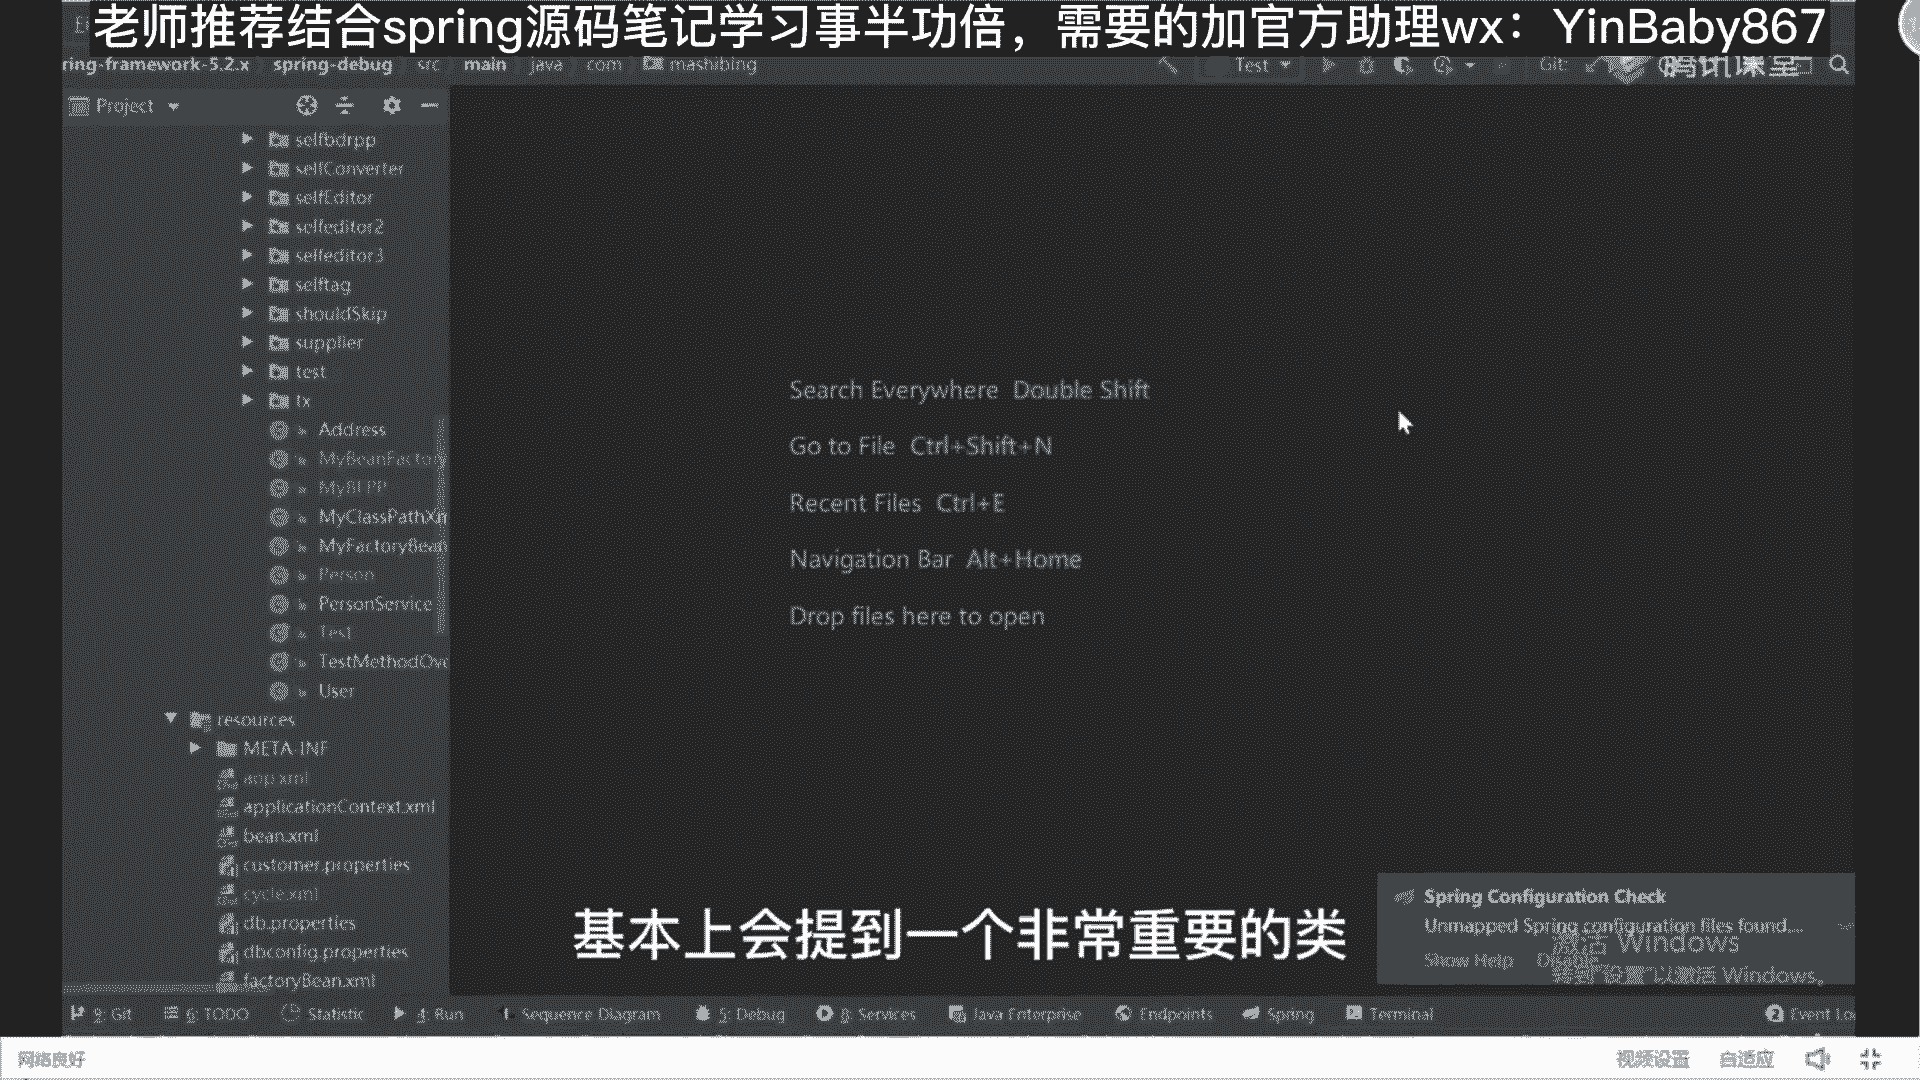 老师推荐结合spring源码笔记学习事半功倍，需要的加官方助理wx：YinBaby867
ring-framework-5.2.x spring-debug src main java com mashibing
Test
Git:
腾讯课堂
Project
selfbdrpp
selfConverter
selfEditor
selfeditor2
selfeditor3
selftag
shouldSkip
supplier
test
tx
Address
MyBeanFactory
MyBFPP
MyClassPathXm
MyFactoryBean
Person
PersonService
Test
TestMethodOve
User
resources
META-INF
aop.xml
applicationContext.xml
bean.xml
customer.properties
cycle.xml
db.properties
dbconfig.properties
factoryBean.xml
Search Everywhere Double Shift
Go to File Ctrl+Shift+N
Recent Files Ctrl+E
Navigation Bar Alt+Home
Drop files here to open
基本上会提到一个非常重要的类
Spring Configuration Check
Unmapped Spring configuration files found....
激活 Windows
Show Help
转到"设置"以激活 Windows。
9: Git 6: TODO Statistic 4: Run Sequence Diagram 5: Debug 8: Services Java Enterprise Endpoints Spring Terminal 2 Event Lo
网络良好 视频设置 自适应